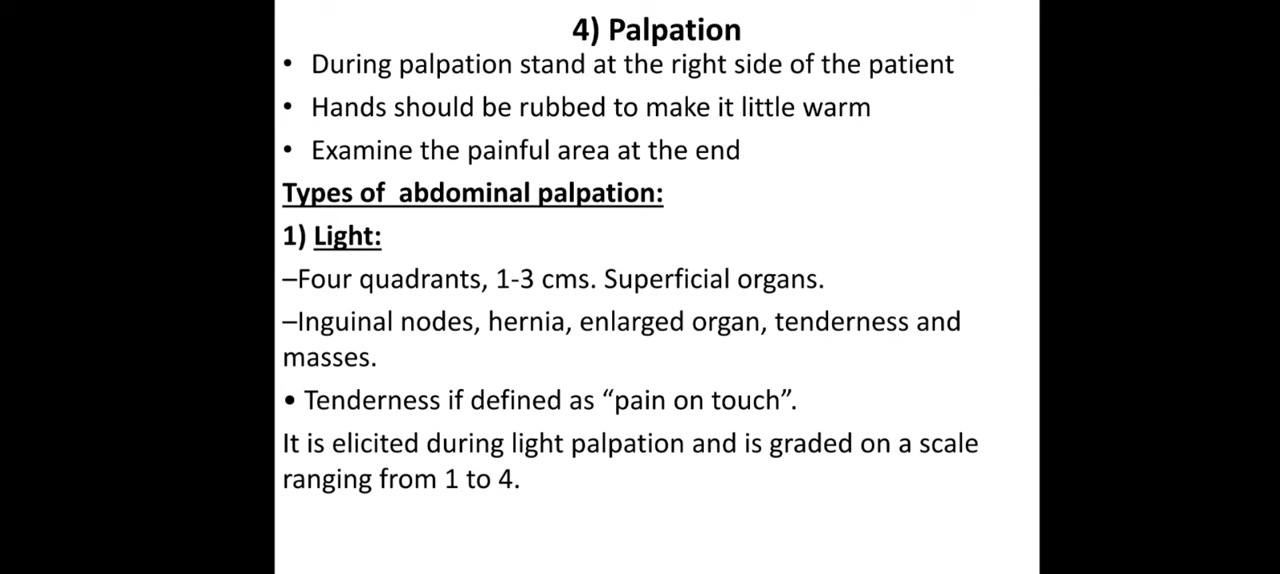 4) Palpation
• During palpation stand at the right side of the patient
• Hands should be rubbed to make it little warm
• Examine the painful area at the end
Types of abdominal palpation:
1) Light:
–Four quadrants, 1-3 cms. Superficial organs.
–Inguinal nodes, hernia, enlarged organ, tenderness and
masses.
• Tenderness if defined as “pain on touch”.
It is elicited during light palpation and is graded on a scale
ranging from 1 to 4.